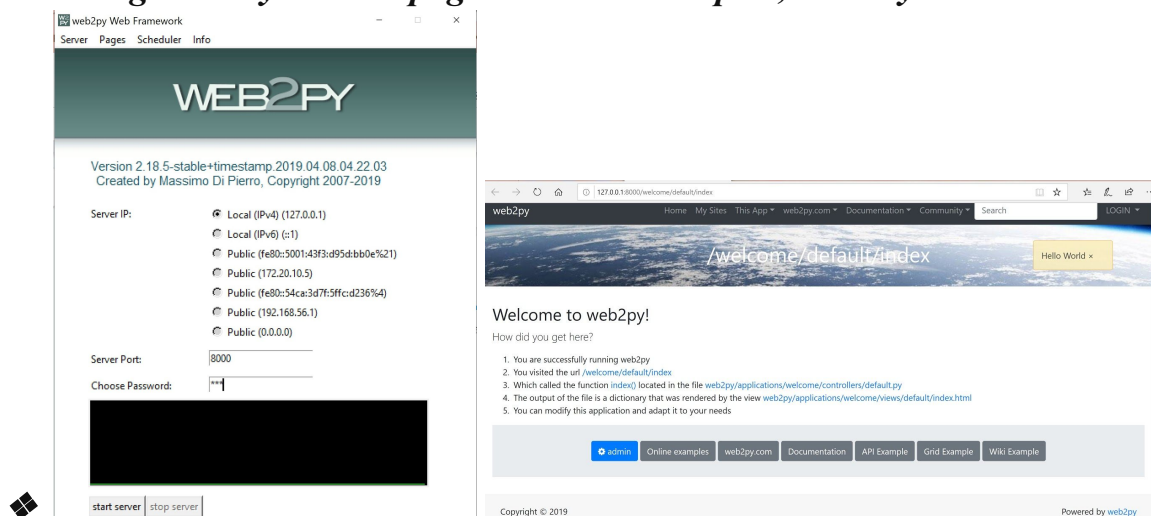 web2py Web Framework
Server Pages Scheduler Info
WEB2PY
Version 2.18.5-stable+timestamp.2019.04.08.04.22.03
Created by Massimo Di Pierro, Copyright 2007-2019
Server IP:
Local (IPv4) (127.0.0.1)
Local (IPv6) (::1)
Public (fe80::5001:43f3:d95d:bb0e%21)
Public (172.20.10.5)
Public (fe80::54ca:3d7f:5ffc:d236%4)
Public (192.168.56.1)
Public (0.0.0.0)
Server Port: 8000
Choose Password: ***
start server stop server
127.0.0.1:8000/welcome/default/index
web2py Home My Sites This App web2py.com Documentation Community Search LOGIN
/welcome/default/index
Hello World ×
Welcome to web2py!
How did you get here?
1. You are successfully running web2py
2. You visited the url /welcome/default/index
3. Which called the function index() located in the file web2py/applications/welcome/controllers/default.py
4. The output of the file is a dictionary that was rendered by the view web2py/applications/welcome/views/default/index.html
5. You can modify this application and adapt it to your needs
admin Online examples web2py.com Documentation API Example Grid Example Wiki Example
Copyright © 2019 Powered by web2py